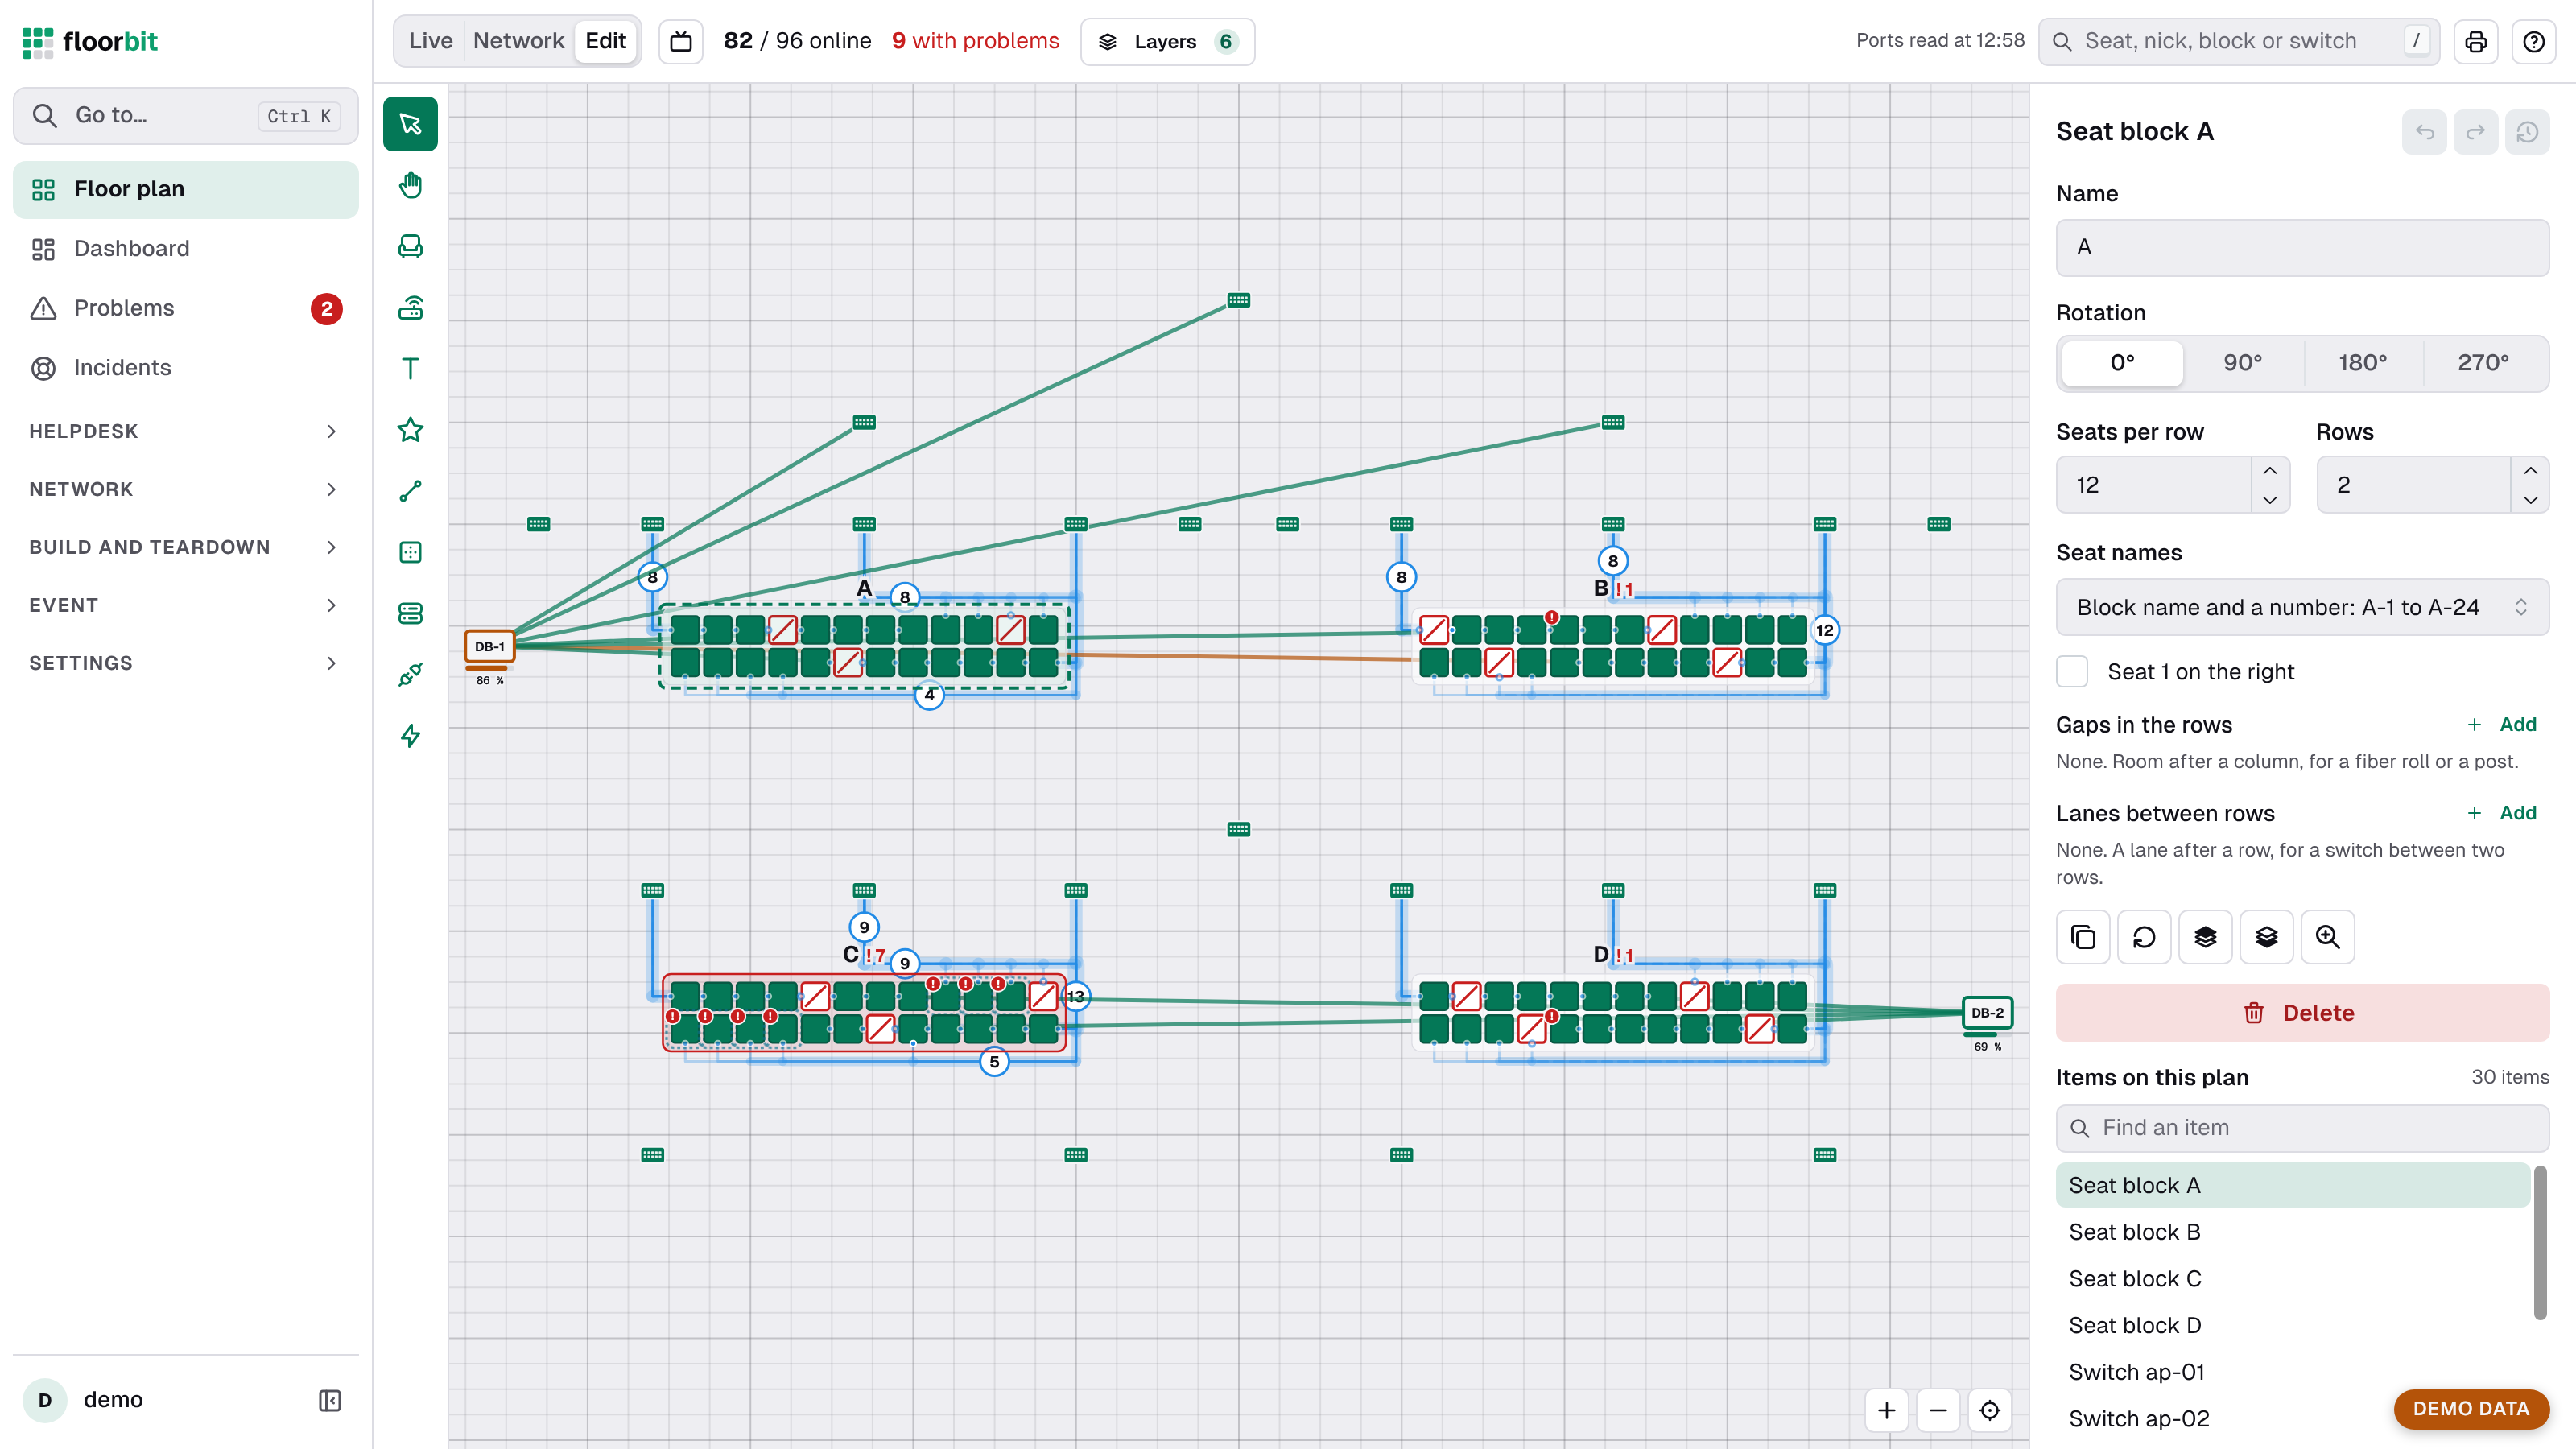 floorbit
Go to...
Ctrl K
Floor plan
Dashboard
Problems
2
Incidents
HELPDESK
NETWORK
BUILD AND TEARDOWN
EVENT
SETTINGS
D
demo
Live
Network
Edit
82 / 96 online
9 with problems
Layers
6
Ports read at 12:58
Seat, nick, block or switch
/
T
8
A
8
8
8
B !1
12
DB-1
86 %
4
9
C !7
9
D !1
13
DB-2
69 %
5
Seat block A
Name
A
Rotation
0°
90°
180°
270°
Seats per row
Rows
12
2
Seat names
Block name and a number: A-1 to A-24
Seat 1 on the right
Gaps in the rows
+ Add
None. Room after a column, for a fiber roll or a post.
Lanes between rows
+ Add
None. A lane after a row, for a switch between two
rows.
Delete
Items on this plan
30 items
Find an item
Seat block A
Seat block B
Seat block C
Seat block D
Switch ap-01
Switch ap-02
DEMO DATA